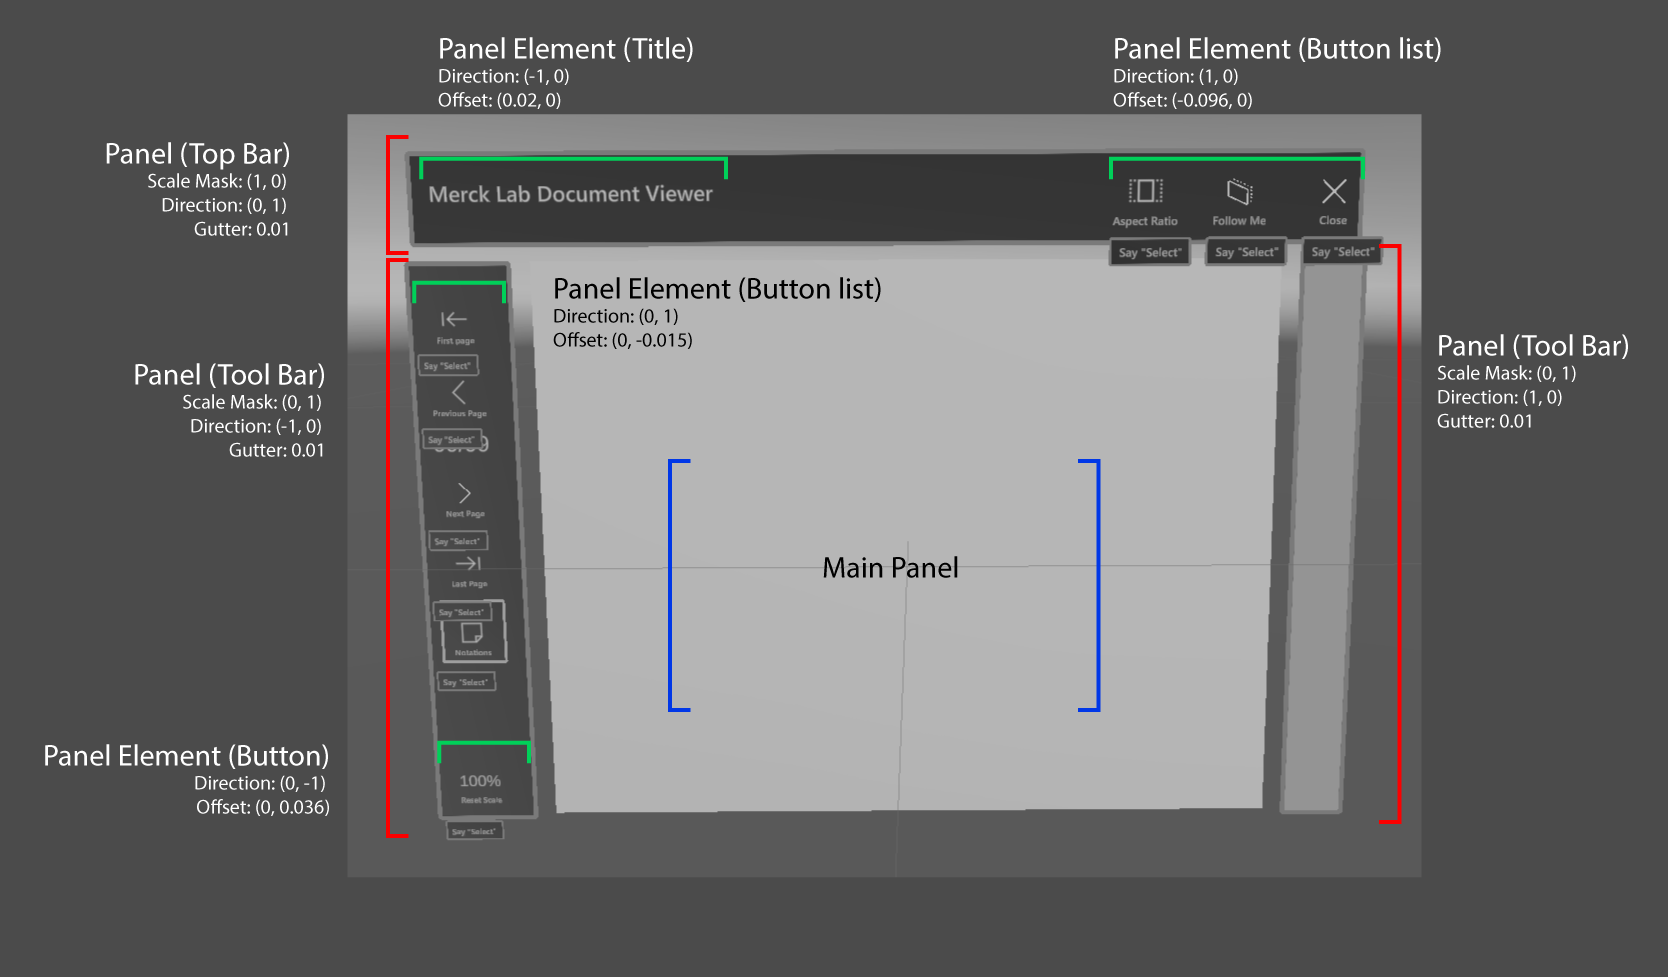 Panel Element (Title)
Direction: (-1, 0)
Offset: (0.02, 0)
Panel Element (Button list)
Direction: (1, 0)
Offset: (-0.096, 0)
Panel (Top Bar)
Scale Mask: (1, 0)
Direction: (0, 1)
Gutter: 0.01
Merck Lab Document Viewer
Aspect Ratio
Follow Me
Close
Say "Select"
Say "Select"
Say "Select"
Panel Element (Button list)
Direction: (0, 1)
Offset: (0, -0.015)
First page
Say "Select"
Previous Page
Say "Select"
Next Page
Say "Select"
Last Page
Say "Select"
Notations
Say "Select"
Panel (Tool Bar)
Scale Mask: (0, 1)
Direction: (-1, 0)
Gutter: 0.01
Panel (Tool Bar)
Scale Mask: (0, 1)
Direction: (1, 0)
Gutter: 0.01
Main Panel
Panel Element (Button)
Direction: (0, -1)
Offset: (0, 0.036)
100%
Reset Scale
Say "Select"